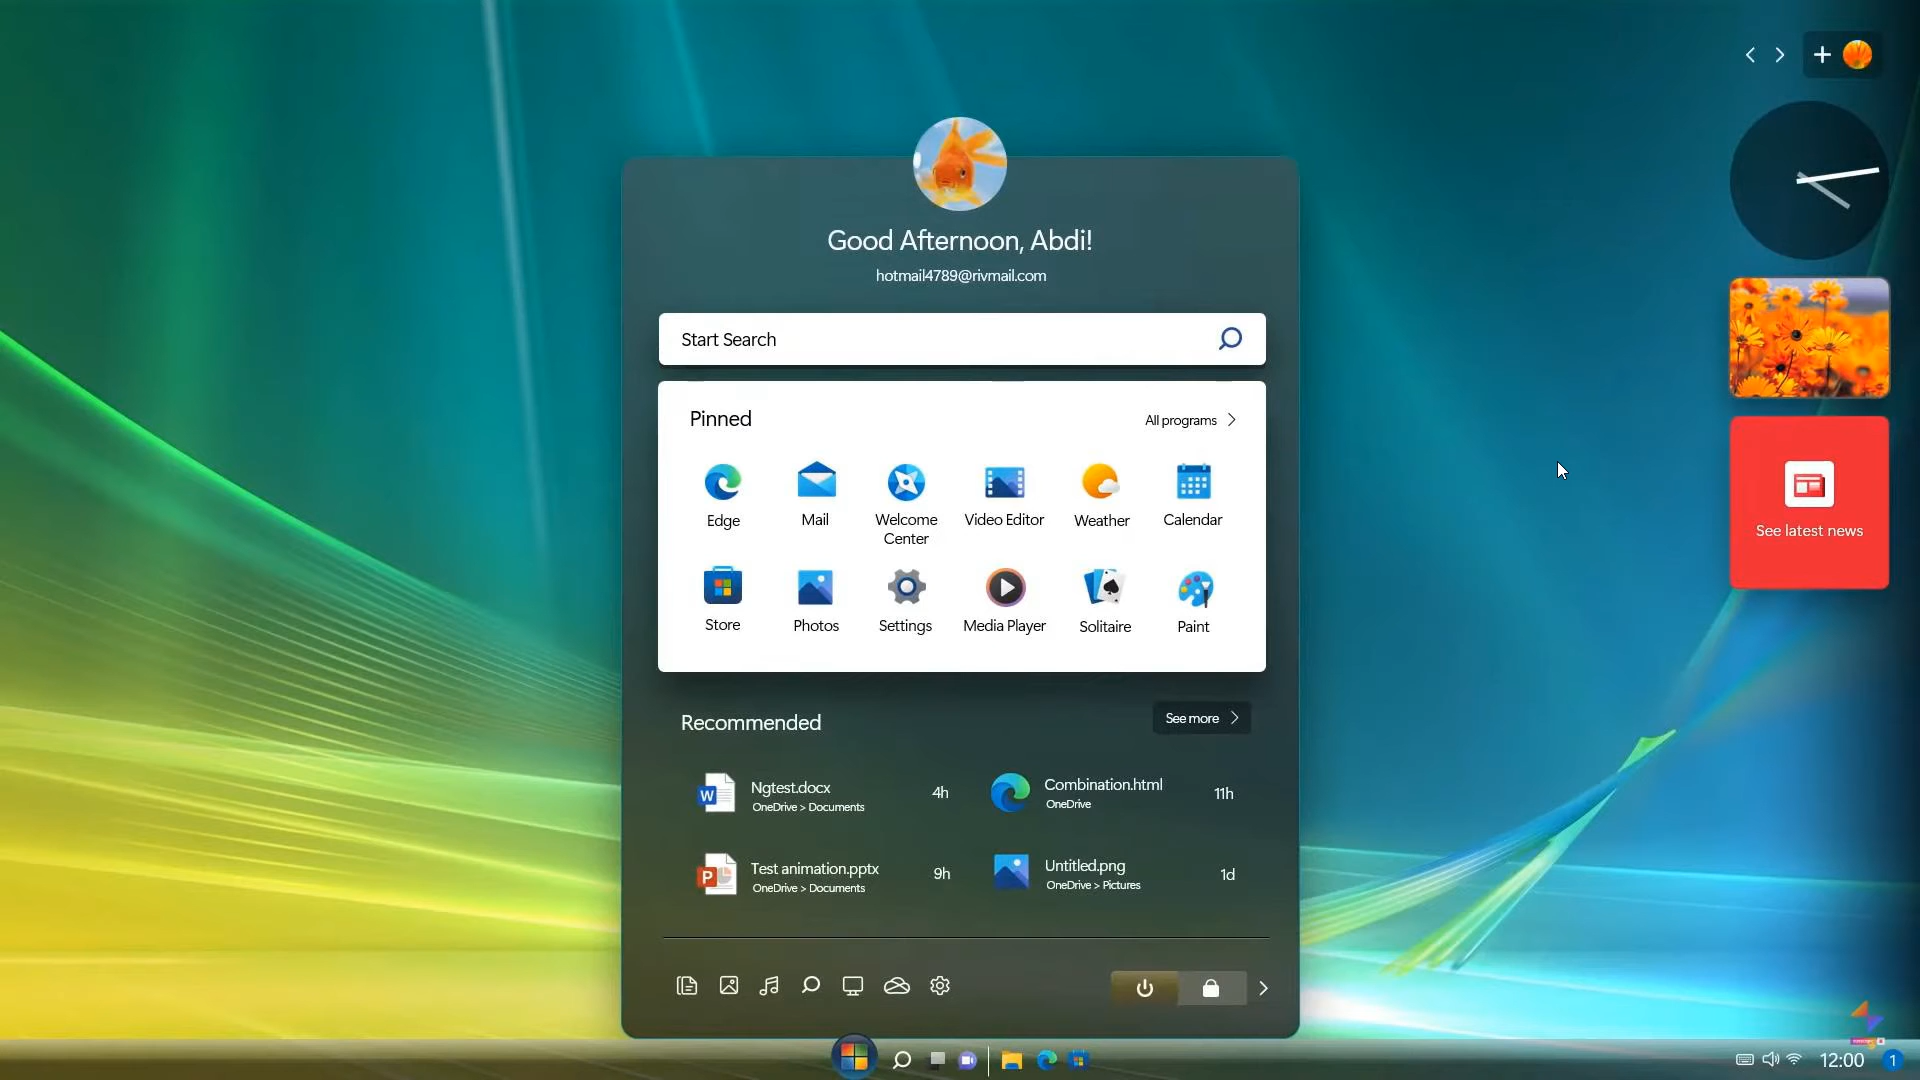 Good Afternoon, Abdi!
hotmail4789@rivmail.com
Start Search
Pinned
All programs
Edge
Mail
Welcome
Center
Video Editor
Weather
Calendar
Store
Photos
Settings
Media Player
Solitaire
Paint
Recommended
See more
W
Ngtest.docx
4h
OneDrive > Documents
Combination.html
11h
OneDrive
P
Test animation.pptx
9h
OneDrive > Documents
Untitled.png
1d
OneDrive > Pictures
See latest news
12:00
1